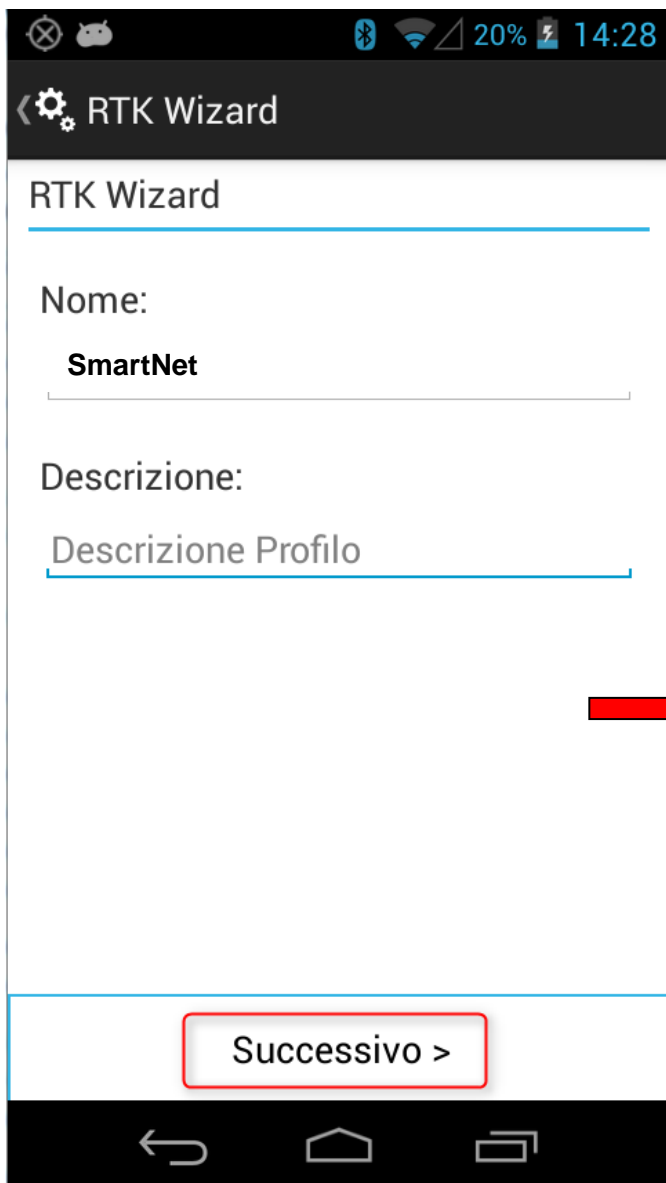 20% 14:28
RTK Wizard
RTK Wizard
Nome:
SmartNet
Descrizione:
Descrizione Profilo
Successivo >